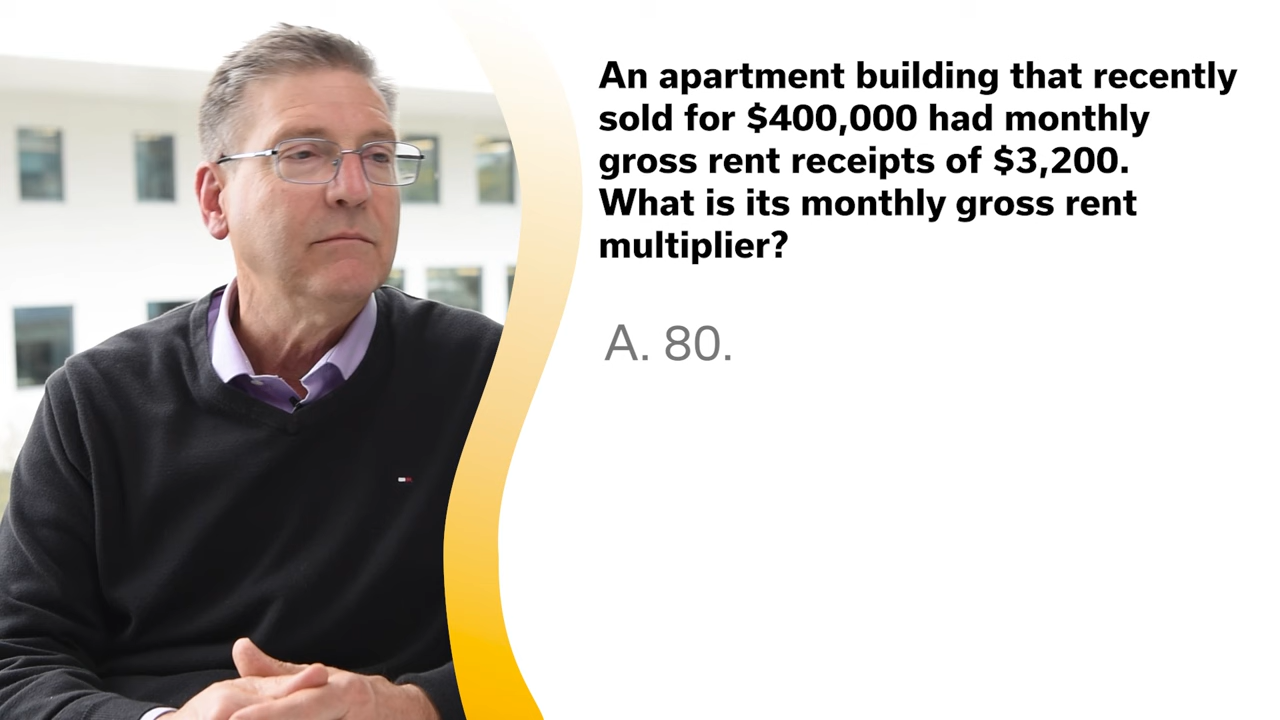 An apartment building that recently
sold for $400,000 had monthly
gross rent receipts of $3,200.
What is its monthly gross rent
multiplier?
A. 80.